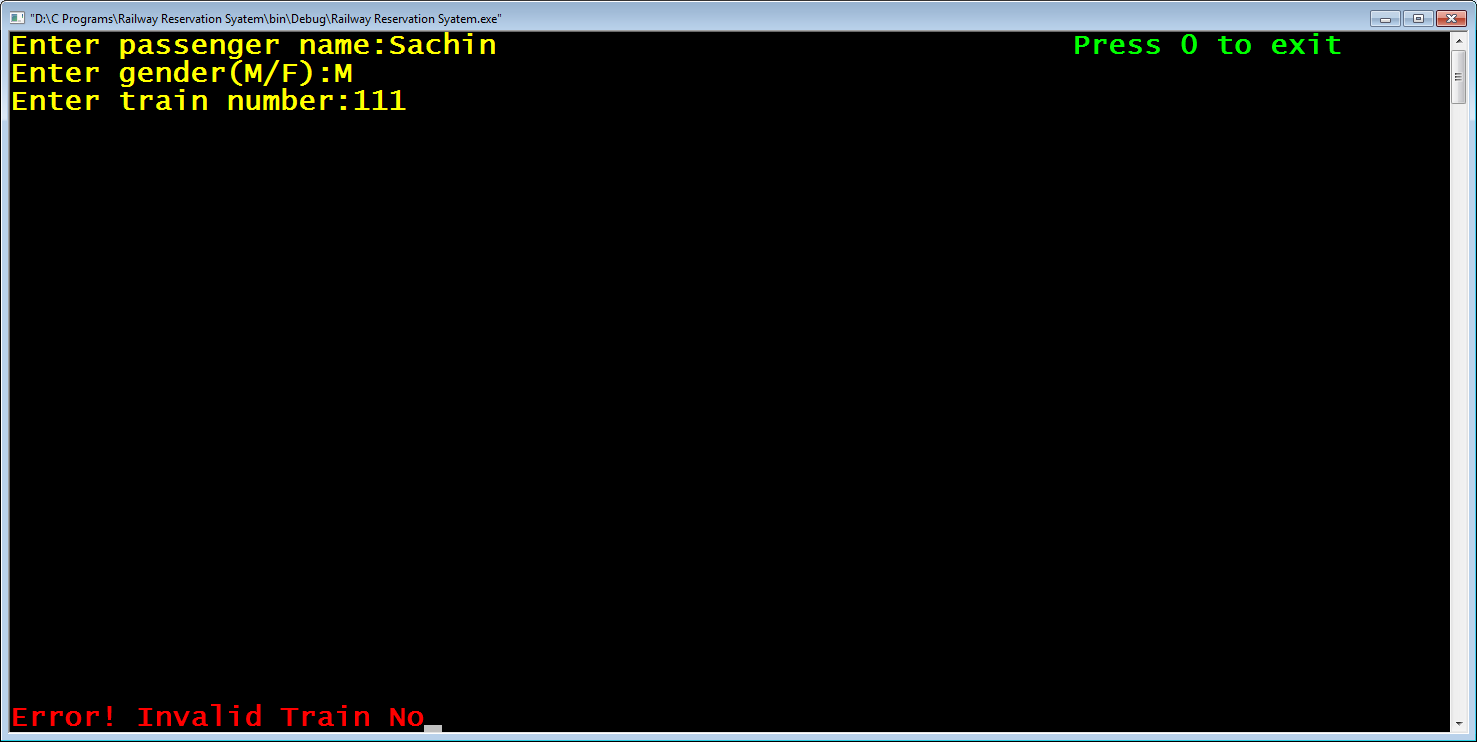 "D:\C Programs\Railway Reservation Syatem\bin\Debug\Railway Reservation Syatem.exe"
Enter passenger name:Sachin Press 0 to exit
Enter gender(M/F):M
Enter train number:111
Error! Invalid Train No